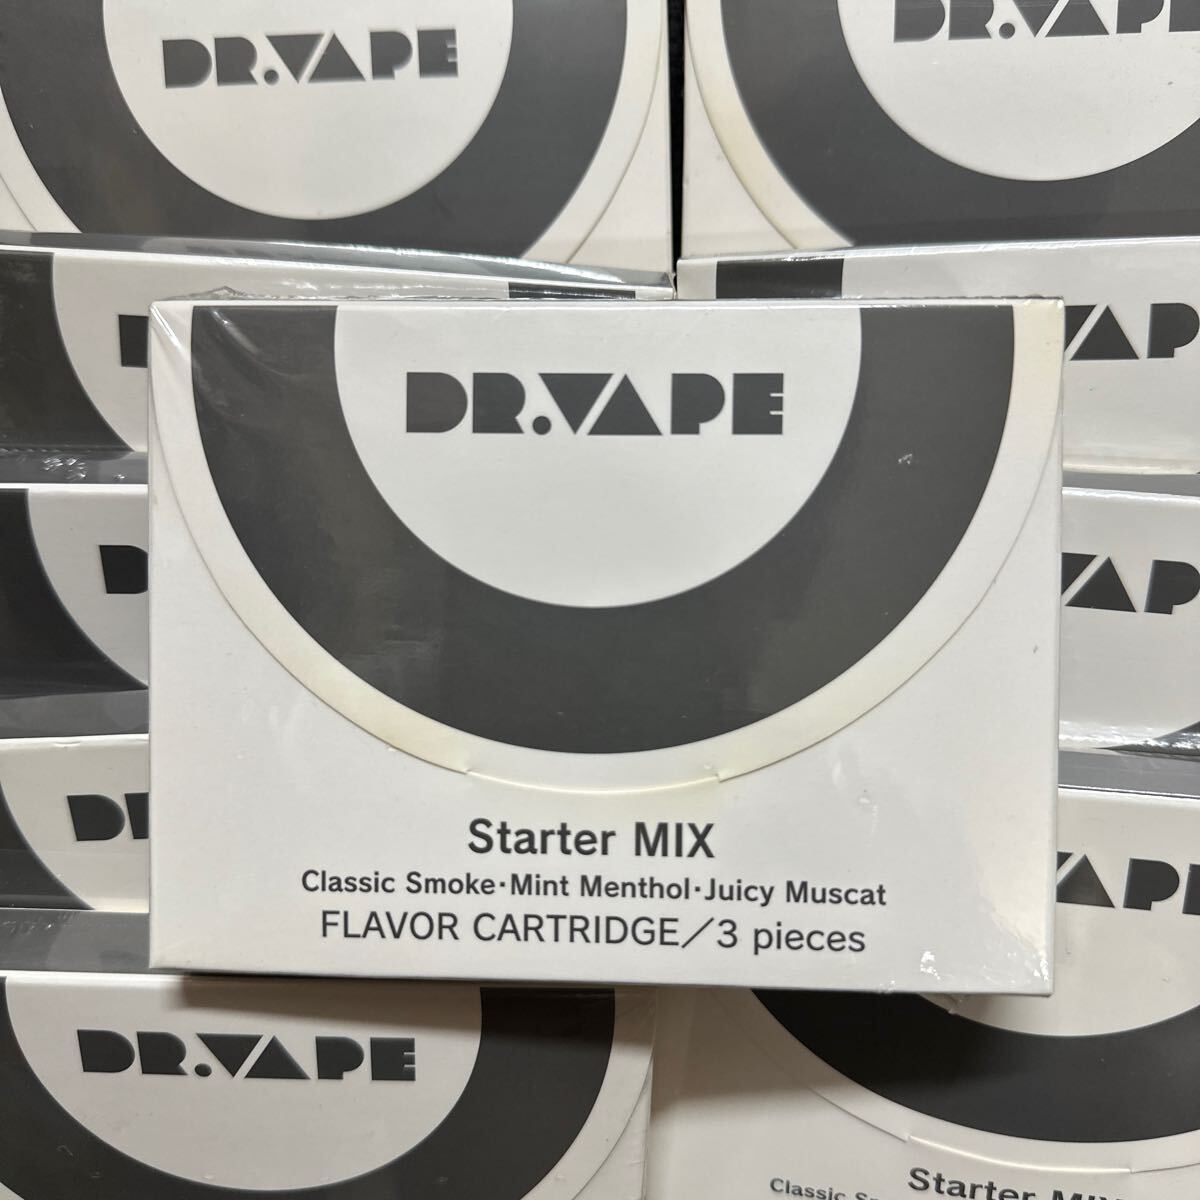 DR.VAPE
DR.VAPE
DR.VAPE
Starter MIX
Classic Smoke·Mint Menthol·Juicy Muscat
FLAVOR CARTRIDGE/3 pieces
DR.VAPE
Starter MIX
Classic